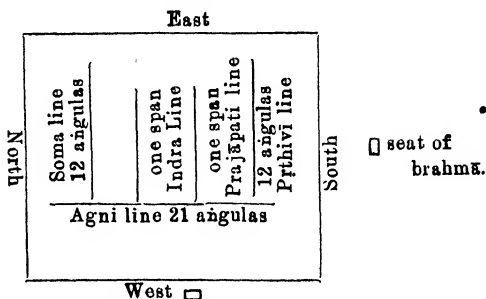 East
North
Soma line
12 aṅgulas
one span
Indra Line
one span
Prajāpati line
12 aṅgulas
Pṛthivi line
South
seat of
brahmā.
Agni line 21 aṅgulas
West